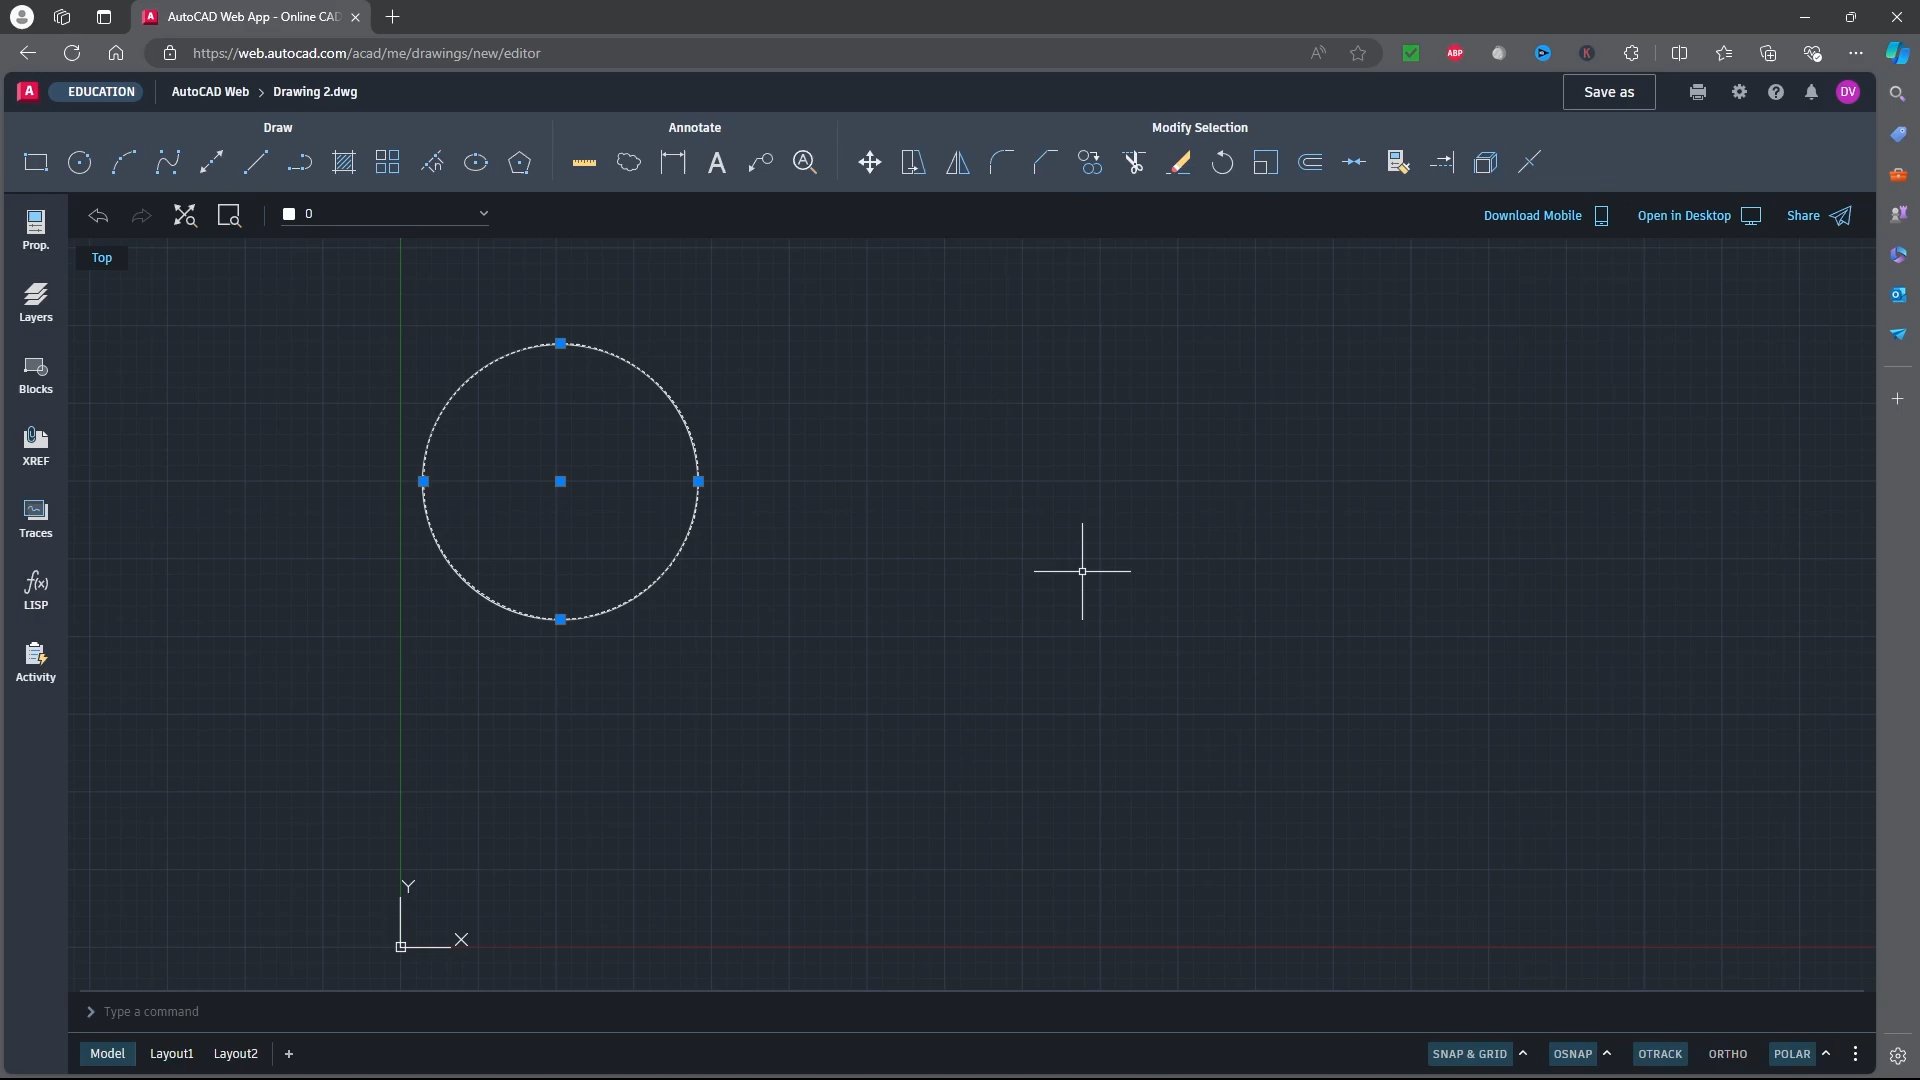 AutoCAD Web App - Online CAD
https://web.autocad.com/acad/me/drawings/new/editor
ABP
K
A EDUCATION AutoCAD Web > Drawing 2.dwg
Save as
DV
Draw
Annotate
Modify Selection
A
A
0
Download Mobile
Open in Desktop
Share
Prop.
Top
Layers
Blocks
XREF
Traces
f(x)
LISP
Activity
Y
X
Type a command
Model Layout1 Layout2 +
SNAP & GRID
OSNAP
OTRACK
ORTHO
POLAR